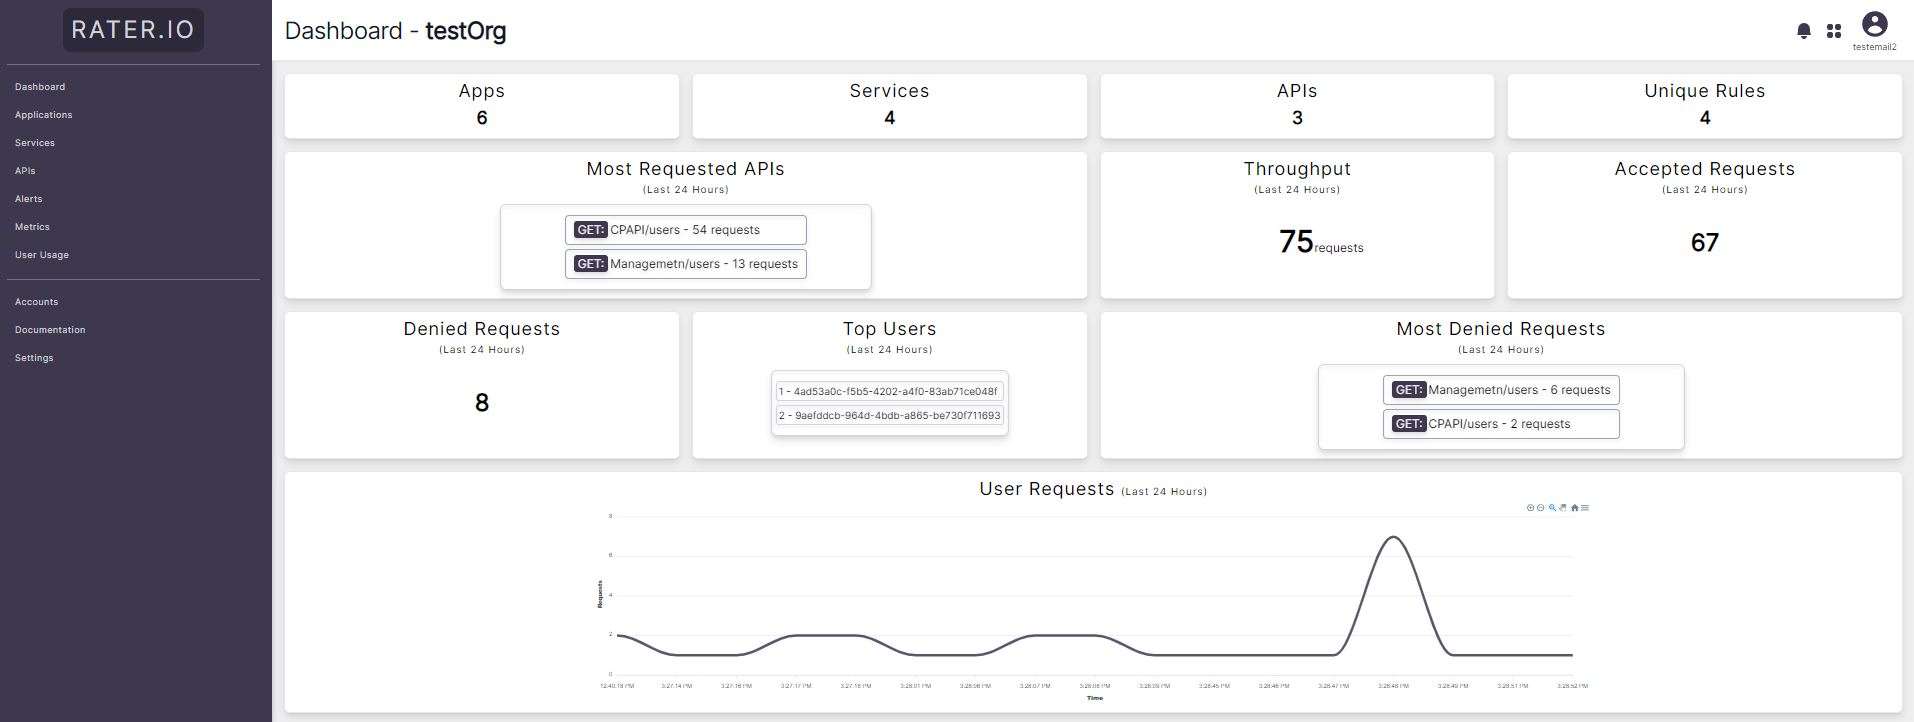 RATER.IO
Dashboard - testOrg
testemail2
Dashboard
Applications
Services
APIs
Alerts
Metrics
User Usage
Accounts
Documentation
Settings
Apps
6
Services
4
APIs
3
Unique Rules
4
Most Requested APIs
(Last 24 Hours)
GET: CPAPI/users - 54 requests
GET: Managemetn/users - 13 requests
Throughput
(Last 24 Hours)
75requests
Accepted Requests
(Last 24 Hours)
67
Denied Requests
(Last 24 Hours)
8
Top Users
(Last 24 Hours)
1 - 4ad53a0c-f5b5-4202-a4f0-83ab71ce048f
2 - 9aefddcb-964d-4bdb-a865-be730f711693
Most Denied Requests
(Last 24 Hours)
GET: Managemetn/users - 6 requests
GET: CPAPI/users - 2 requests
User Requests (Last 24 Hours)
8
6
4
2
0
Requests
12:40:18 PM 3:27:14 PM 3:27:16 PM 3:27:17 PM 3:27:18 PM 3:28:01 PM 3:28:06 PM 3:28:07 PM 3:28:08 PM 3:28:09 PM 3:28:45 PM 3:28:46 PM 3:28:47 PM 3:28:48 PM 3:28:49 PM 3:28:51 PM 3:28:52 PM
Time